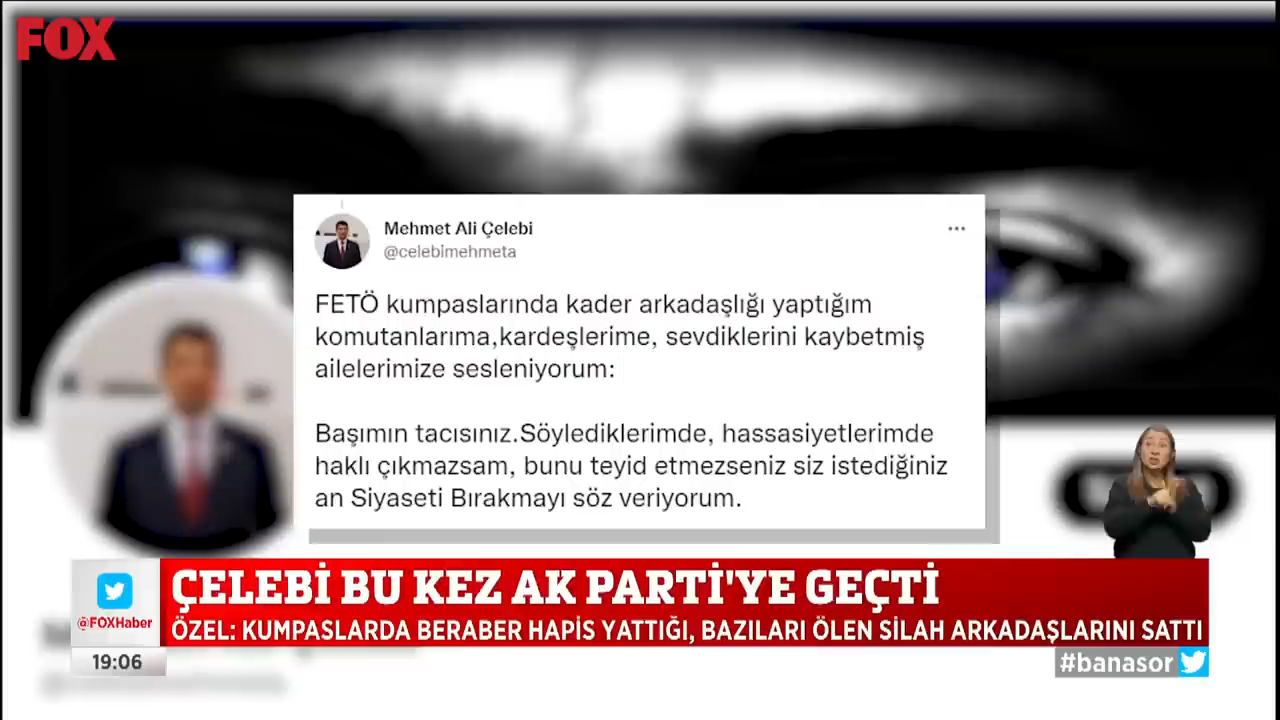 FOX
Mehmet Ali Çelebi
@celebimehmeta
FETÖ kumpaslarında kader arkadaşlığı yaptığım
komutanlarıma,kardeşlerime, sevdiklerini kaybetmiş
ailelerimize sesleniyorum:
Başımın tacısınız.Söylediklerimde, hassasiyetlerimde
haklı çıkmazsam, bunu teyid etmezseniz siz istediğiniz
an Siyaseti Bırakmayı söz veriyorum.
ÇELEBİ BU KEZ AK PARTİ'YE GEÇTİ
@FOXHaber
ÖZEL: KUMPASLARDA BERABER HAPİS YATTIĞI, BAZILARI ÖLEN SİLAH ARKADAŞLARINI SATTI
19:06
#banasor